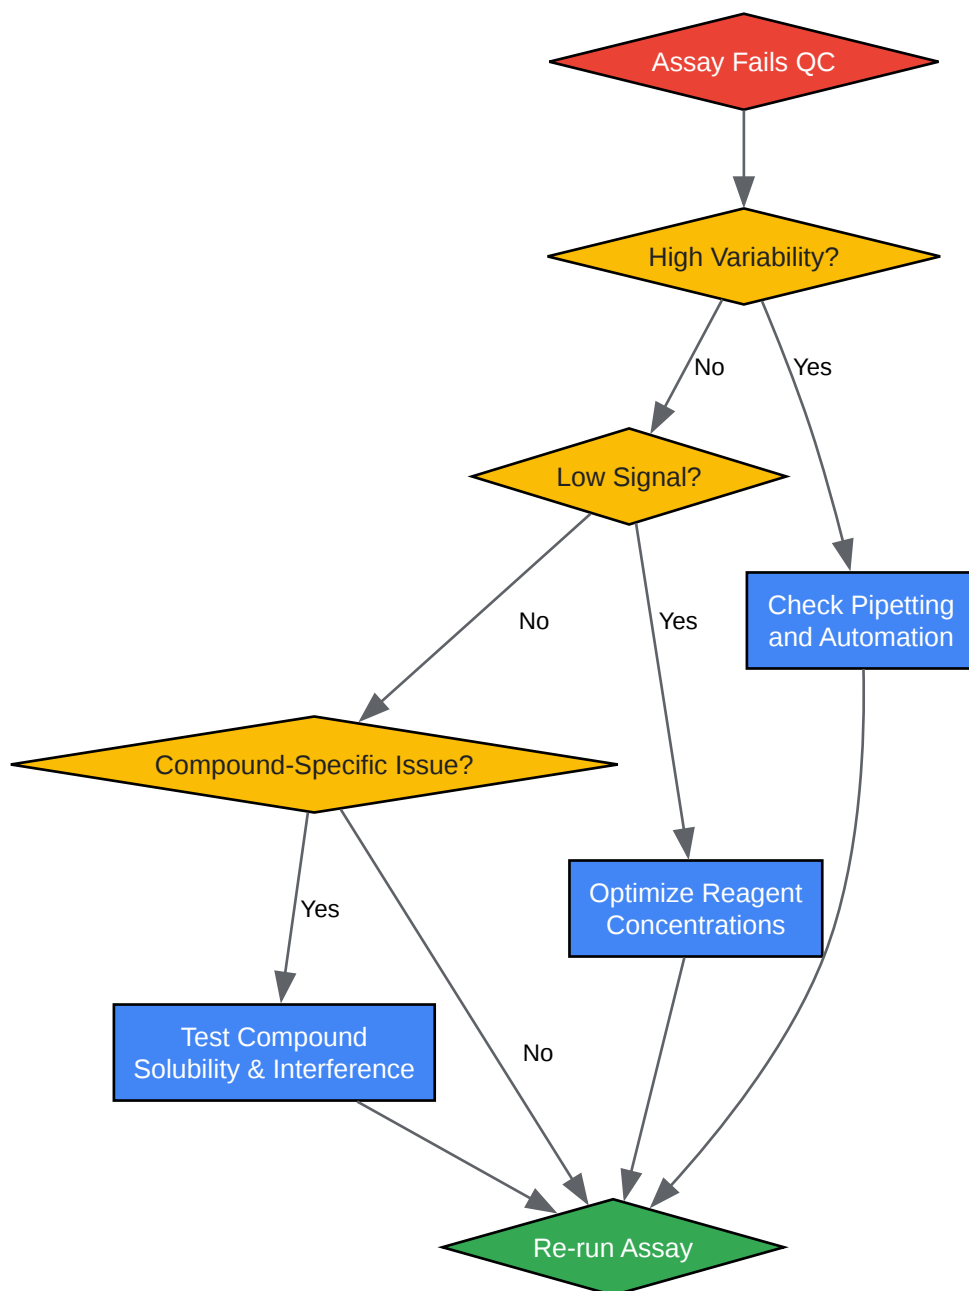 Assay Fails QC
High Variability?
No
Yes
Low Signal?
Check Pipetting
and Automation
No
Yes
Compound-Specific Issue?
Optimize Reagent
Concentrations
Yes
Test Compound
Solubility & Interference
No
Re-run Assay